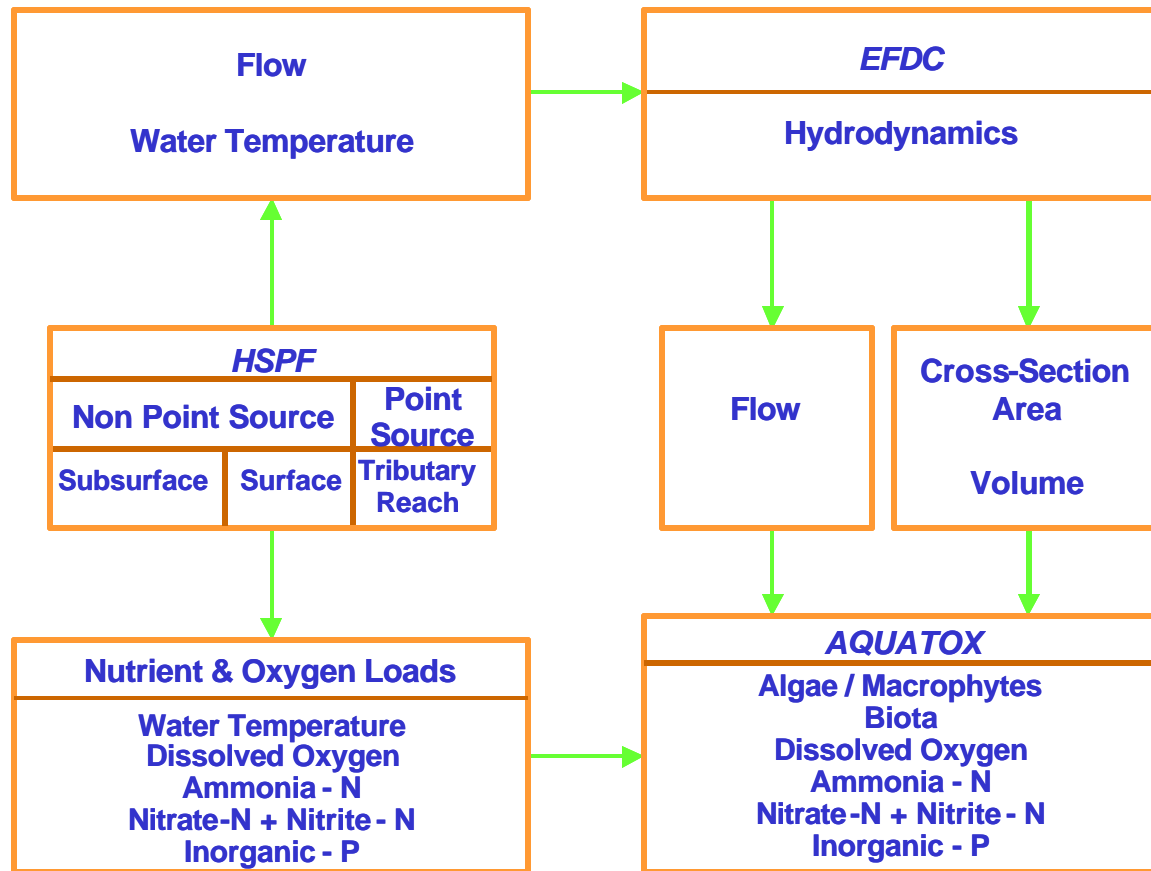 Flow
Water Temperature
EFDC
Hydrodynamics
HSPF
Non Point Source
Point
Source
Subsurface
Surface
Tributary
Reach
Flow
Cross-Section
Area
Volume
Nutrient & Oxygen Loads
Water Temperature
Dissolved Oxygen
Ammonia - N
Nitrate-N + Nitrite - N
Inorganic - P
AQUATOX
Algae / Macrophytes
Biota
Dissolved Oxygen
Ammonia - N
Nitrate-N + Nitrite - N
Inorganic - P